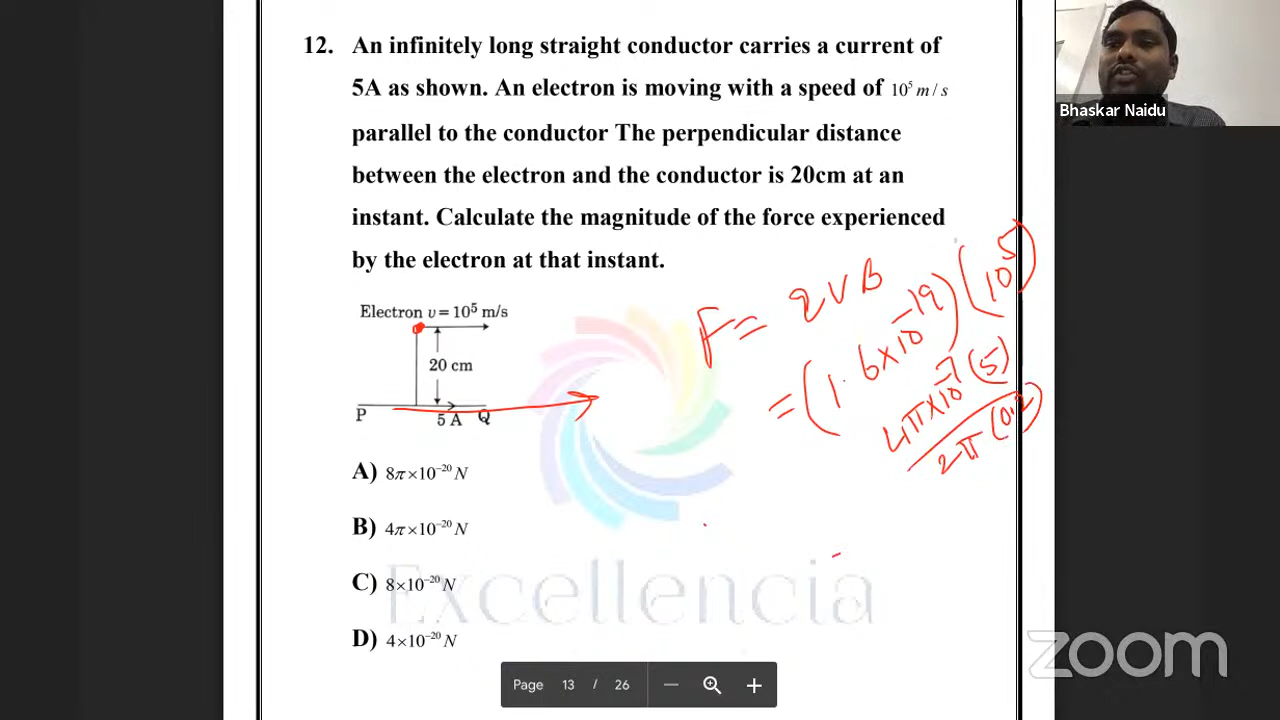 12. An infinitely long straight conductor carries a current of
5A as shown. An electron is moving with a speed of 10⁵ m / s
parallel to the conductor The perpendicular distance
between the electron and the conductor is 20cm at an
instant. Calculate the magnitude of the force experienced
by the electron at that instant.
Electron υ = 10⁵ m/s
20 cm
P 5 A Q
F = qVB
= (1.6×10⁻¹⁹) (10⁵)
4π×10⁻⁷(5)
2π(0.2)
A) 8π×10⁻²⁰ N
B) 4π×10⁻²⁰ N
C) 8×10⁻²⁰ N
D) 4×10⁻²⁰ N
Excellencia
Page 13 / 26
Bhaskar Naidu
zoom